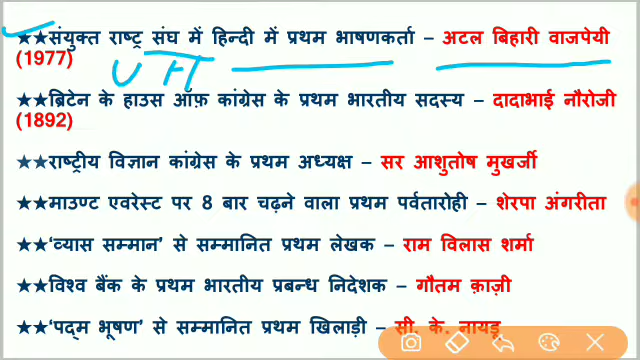 ★★संयुक्त राष्ट्र संघ में हिन्दी में प्रथम भाषणकर्ता – अटल बिहारी वाजपेयी
(1977)
UH
★★ब्रिटेन के हाउस ऑफ़ कांग्रेस के प्रथम भारतीय सदस्य – दादाभाई नौरोजी
(1892)
★★राष्ट्रीय विज्ञान कांग्रेस के प्रथम अध्यक्ष – सर आशुतोष मुखर्जी
★★माउण्ट एवरेस्ट पर 8 बार चढ़ने वाला प्रथम पर्वतारोही – शेरपा अंगरीता
★★‘व्यास सम्मान’ से सम्मानित प्रथम लेखक – राम विलास शर्मा
★★विश्व बैंक के प्रथम भारतीय प्रबन्ध निदेशक – गौतम क़ाज़ी
★★‘पद्म भूषण’ से सम्मानित प्रथम खिलाड़ी – सी. के. नायडू